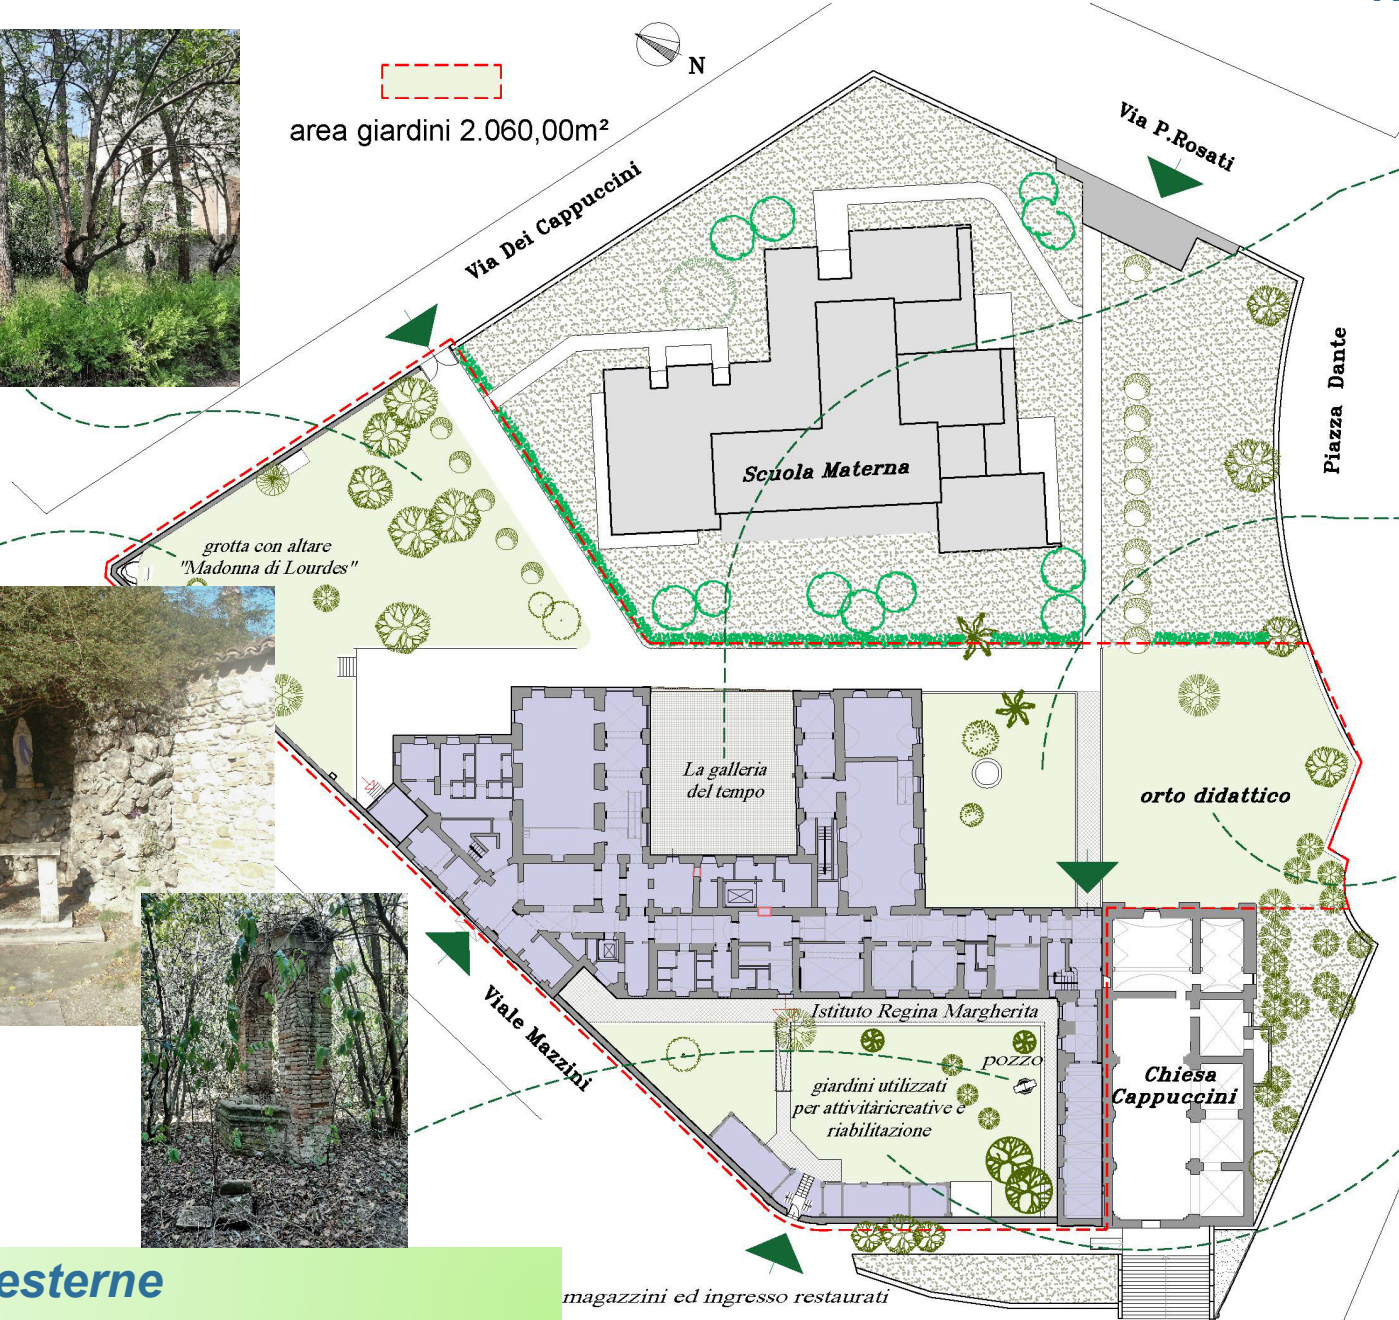 N
area giardini 2.060,00m²
Via P.Rosati
Via Dei Cappuccini
Piazza Dante
Scuola Materna
grotta con altare
"Madonna di Lourdes"
La galleria
del tempo
orto didattico
Viale Mazzini
Istituto Regina Margherita
pozzo
giardini utilizzati
per attivitàricreative e
riabilitazione
Chiesa
Cappuccini
esterne
magazzini ed ingresso restaurati